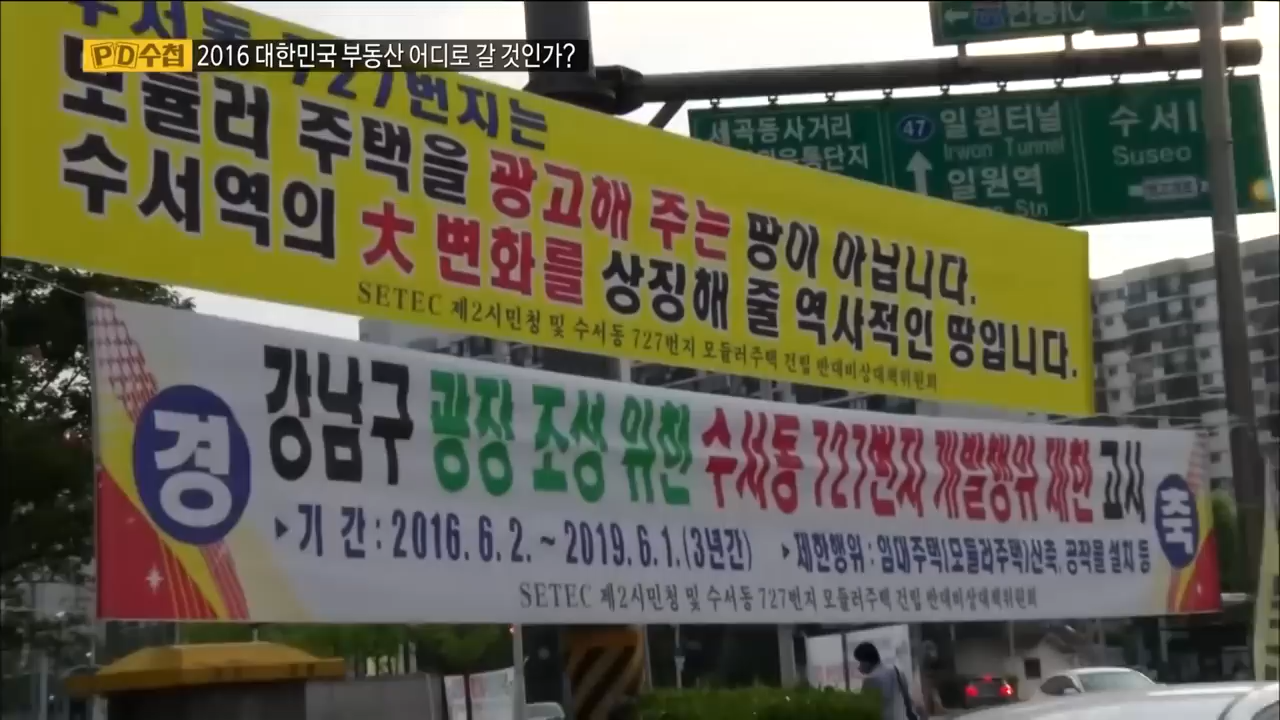 PD수첩 2016 대한민국 부동산 어디로 갈 것인가?
수서동 727번지는
모듈러 주택을 광고해 주는 땅이 아닙니다.
수서역의 大 변화를 상징해 줄 역사적인 땅입니다.
SETEC 제2시민청 및 수서동 727번지 모듈러주택 건립 반대비상대책위원회
세곡동사거리
47 일원터널
Irwon Tunnel
일원역
Stn
수서
Suseo
경 강남구 광장 조성 위한 수서동 727번지 개발행위 제한 고시 축
▶기 간 : 2016. 6. 2. ~ 2019. 6. 1. (3년간) ▶제한행위 : 임대주택(모듈러주택)신축, 공작물 설치 등
SETEC 제2시민청 및 수서동 727번지 모듈러주택 건립 반대비상대책위원회